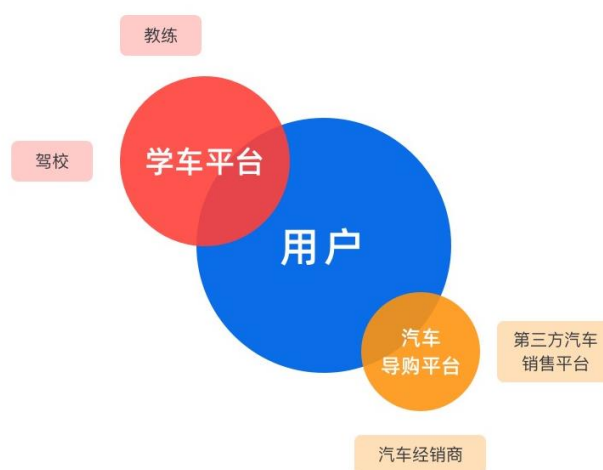 教练
驾校
学车平台
用户
汽车
导购平台
第三方汽车
销售平台
汽车经销商